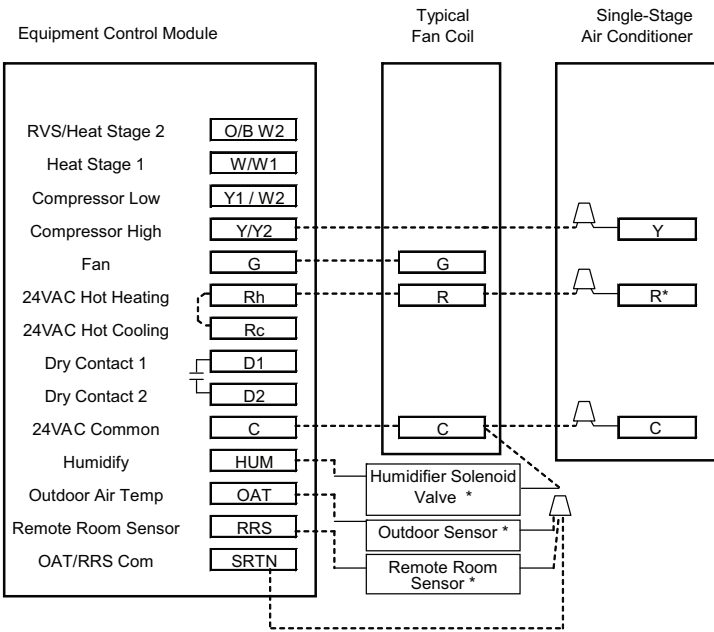 Equipment Control Module
Typical
Fan Coil
Single-Stage
Air Conditioner
RVS/Heat Stage 2
O/B W2
Heat Stage 1
W/W1
Compressor Low
Y1 / W2
Compressor High
Y/Y2
Y
Fan
G
G
24VAC Hot Heating
Rh
R
R*
24VAC Hot Cooling
Rc
Dry Contact 1
D1
Dry Contact 2
D2
24VAC Common
C
C
C
Humidify
HUM
Humidifier Solenoid
Valve *
Outdoor Air Temp
OAT
Outdoor Sensor *
Remote Room Sensor
RRS
Remote Room
Sensor *
OAT/RRS Com
SRTN